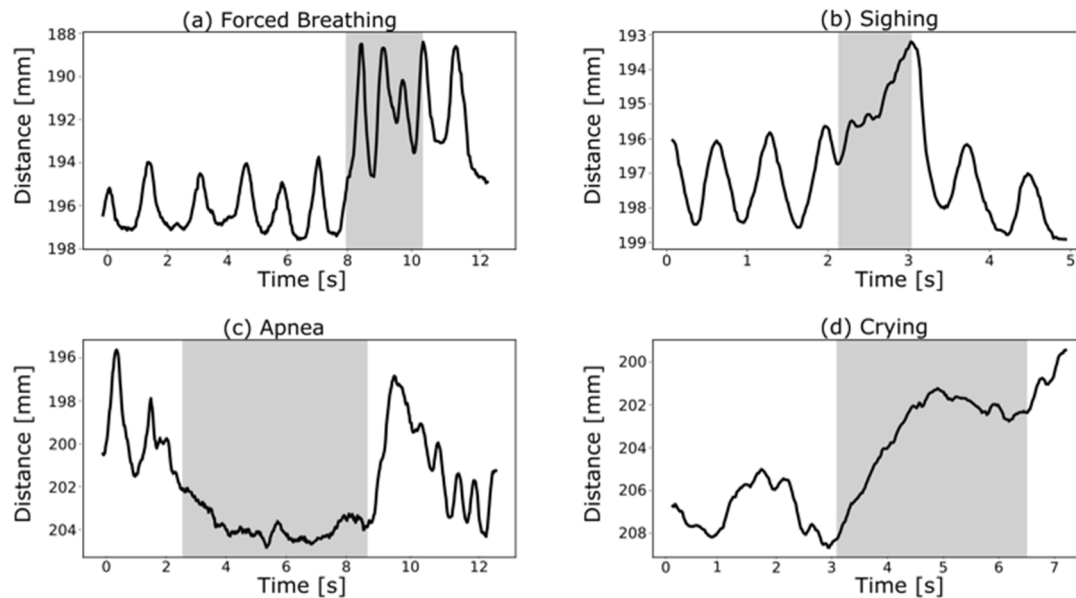 (a) Forced Breathing
188
190
192
194
196
198
Distance [mm]
0 2 4 6 8 10 12
Time [s]
(b) Sighing
193
194
195
196
197
198
199
Distance [mm]
0 1 2 3 4 5
Time [s]
(c) Apnea
196
198
200
202
204
Distance [mm]
0 2 4 6 8 10 12
Time [s]
(d) Crying
200
202
204
206
208
Distance [mm]
0 1 2 3 4 5 6 7
Time [s]